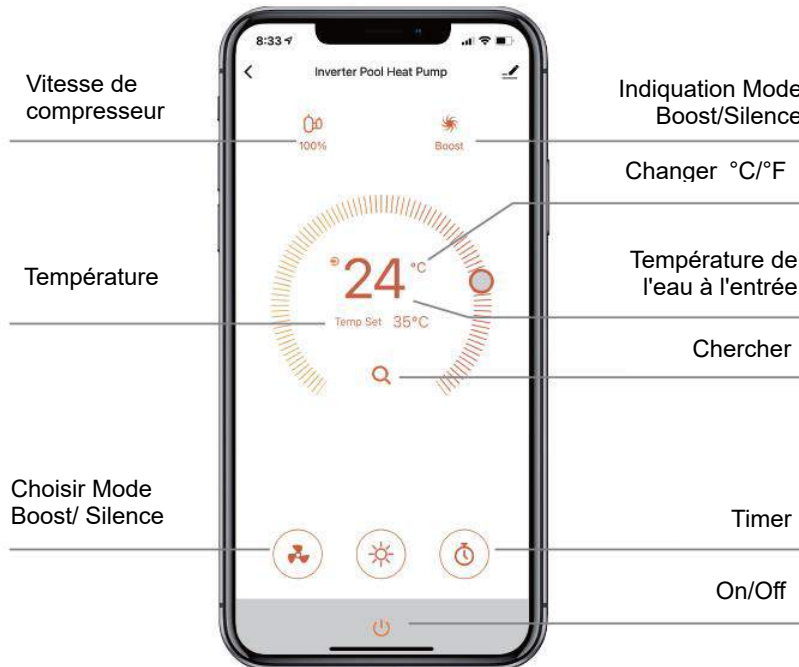 8:33
Inverter Pool Heat Pump
Vitesse de
compresseur
Indiquation Mode
Boost/Silence
100%
Boost
Changer °C/°F
24 °C
Température de
l'eau à l'entrée
Température
Temp Set 35°C
Chercher
Choisir Mode
Boost/ Silence
Timer
On/Off